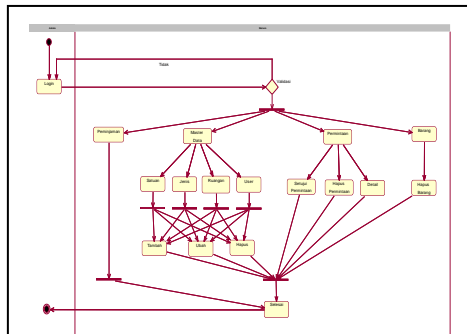 Tidak
Validasi
Login
Peminjaman
Master
Data
Permintaan
Barang
Satuan
Jenis
Ruangan
User
Setujui
Permintaan
Hapus
Permintaan
Detail
Hapus
Barang
Tambah
Ubah
Hapus
Selesai